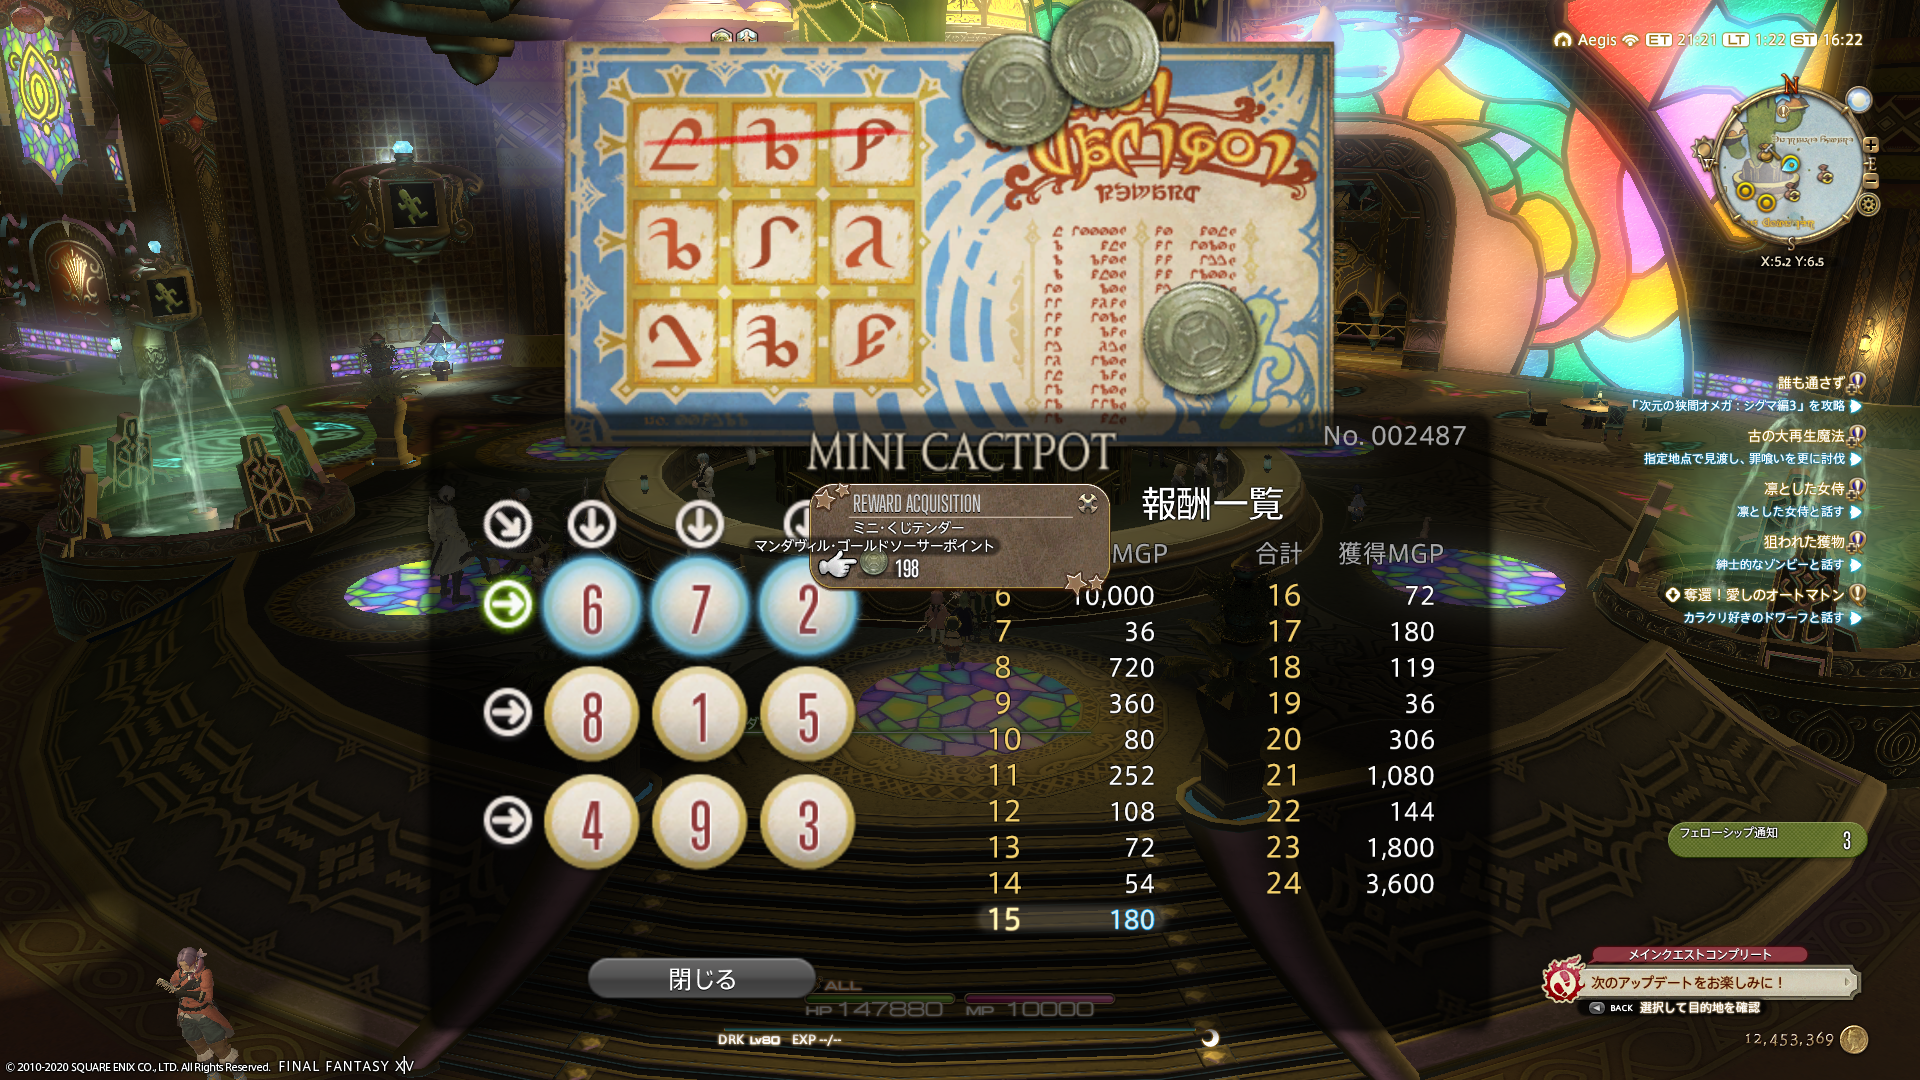 Aegis ET 21:21 LT 1:22 ST 16:22
N
E
S
W
X:5.2 Y:6.5
No. 002487
MINI CACTPOT
REWARD ACQUISITION
ミニ・くじテンダー
マンダヴィル・ゴールドソーサーポイント
198
報酬一覧
MGP 合計 獲得MGP
6 7 2
8 1 5
4 9 3
6 10,000 16 72
7 36 17 180
8 720 18 119
9 360 19 36
10 80 20 306
11 252 21 1,080
12 108 22 144
13 72 23 1,800
14 54 24 3,600
15 180
閉じる
ALL
HP 147880 MP 10000
DRK Lv80 EXP --/--
誰も通さず
「次元の狭間オメガ：シグマ編3」を攻略
古の大再生魔法
指定地点で見渡し、罪喰いを更に討伐
凛とした女侍
凛とした女侍と話す
狙われた獲物
紳士的なゾンビーと話す
奪還！愛しのオートマトン
カラクリ好きのドワーフと話す
フェローシップ通知 3
メインクエストコンプリート
次のアップデートをお楽しみに！
BACK 選択して目的地を確認
12,453,369
© 2010-2020 SQUARE ENIX CO., LTD. All Rights Reserved. FINAL FANTASY XIV